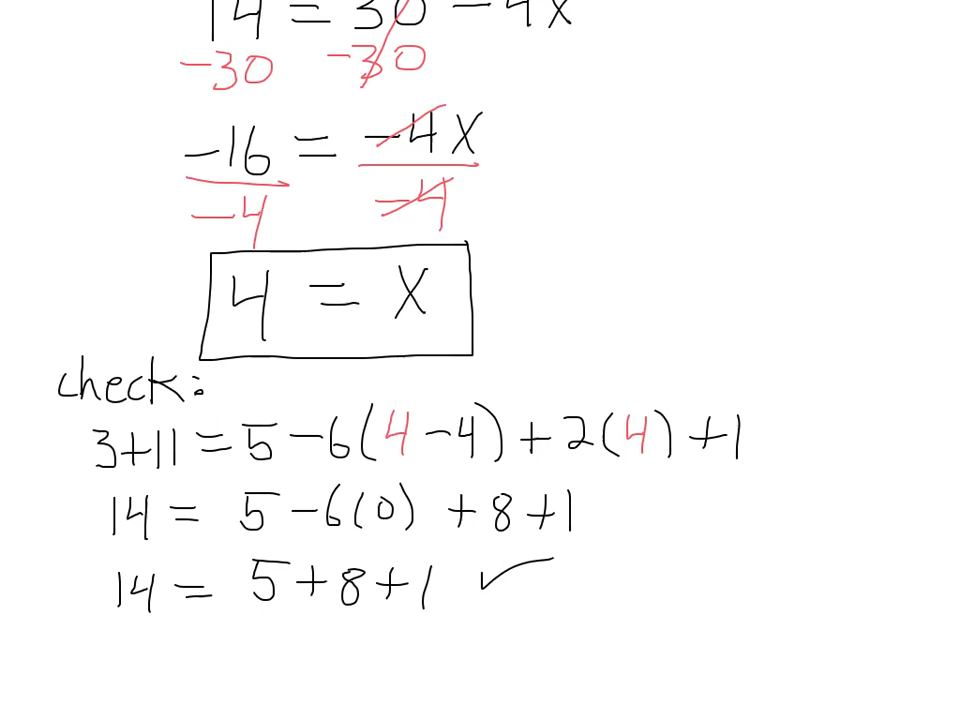 14 = 30 - 4x
-30 -30
-16 = -4x
-4 -4
4 = x
check:
3+11 = 5 - 6(4 - 4) + 2(4) + 1
14 = 5 - 6(0) + 8 + 1
14 = 5 + 8 + 1 ✓